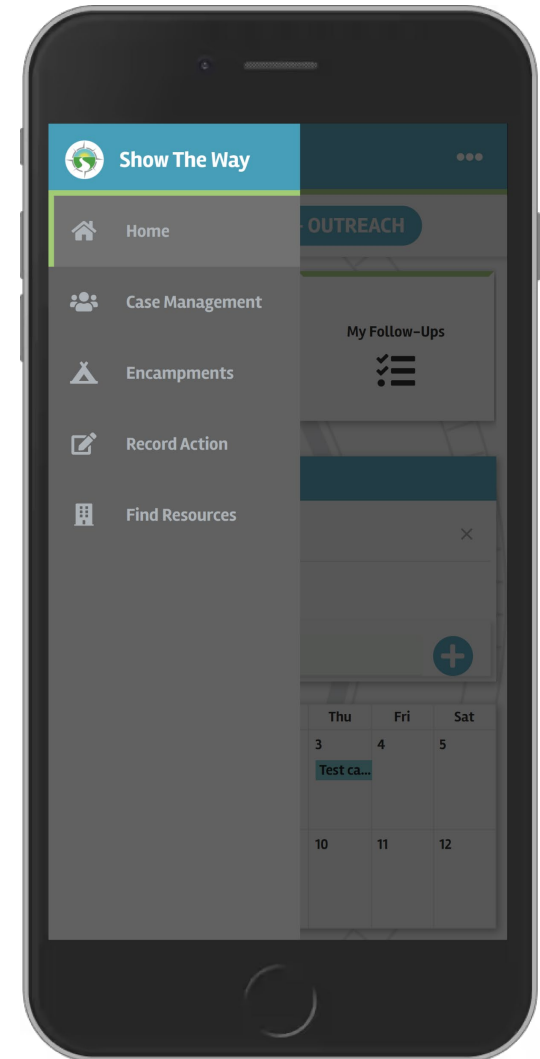 Show The Way
OUTREACH
Home
Case Management
My Follow-Ups
Encampments
Record Action
Find Resources
Thu Fri Sat
3 4 5
Test ca...
10 11 12